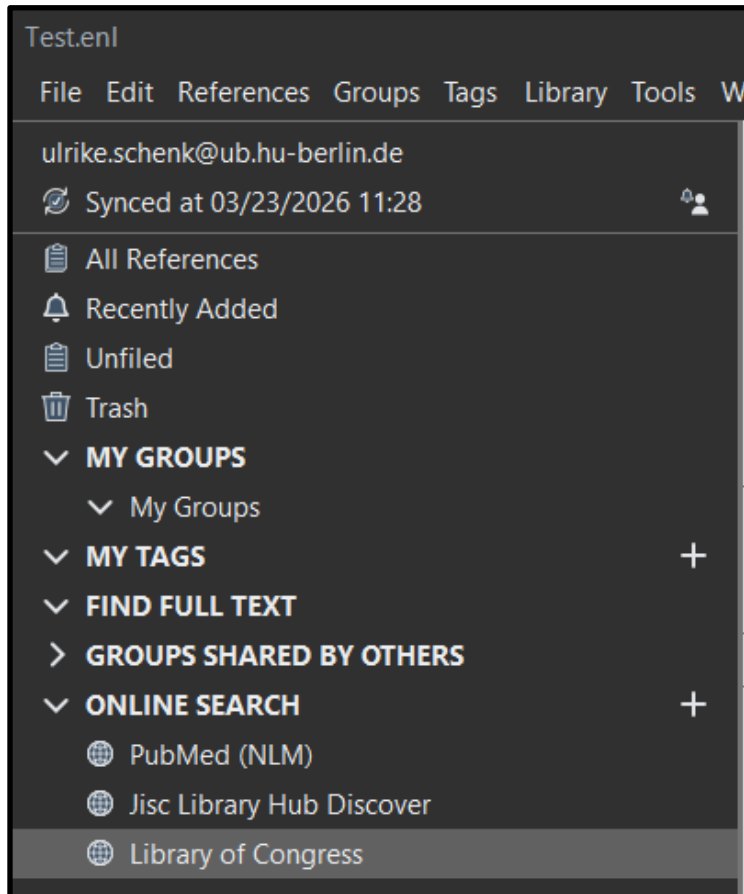 Test.enl
File Edit References Groups Tags Library Tools W
ulrike.schenk@ub.hu-berlin.de
Synced at 03/23/2026 11:28
All References
Recently Added
Unfiled
Trash
MY GROUPS
My Groups
MY TAGS
FIND FULL TEXT
GROUPS SHARED BY OTHERS
ONLINE SEARCH
PubMed (NLM)
Jisc Library Hub Discover
Library of Congress